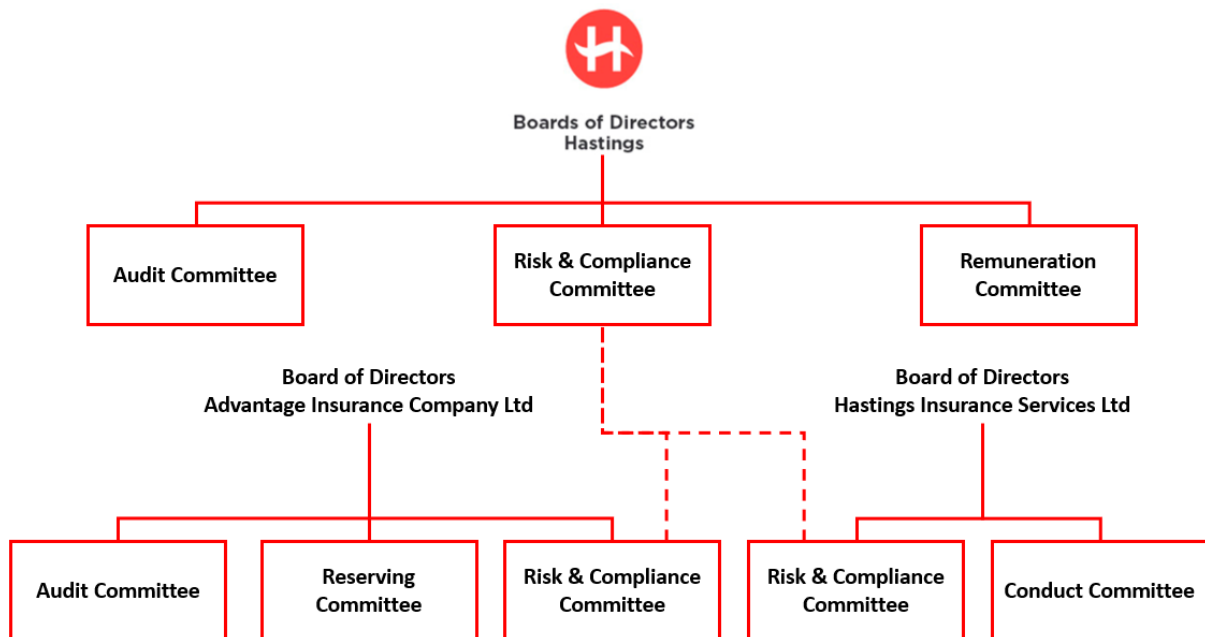 H
Boards of Directors
Hastings
Audit Committee
Risk & Compliance
Committee
Remuneration
Committee
Board of Directors
Advantage Insurance Company Ltd
Board of Directors
Hastings Insurance Services Ltd
Audit Committee
Reserving
Committee
Risk & Compliance
Committee
Risk & Compliance
Committee
Conduct Committee